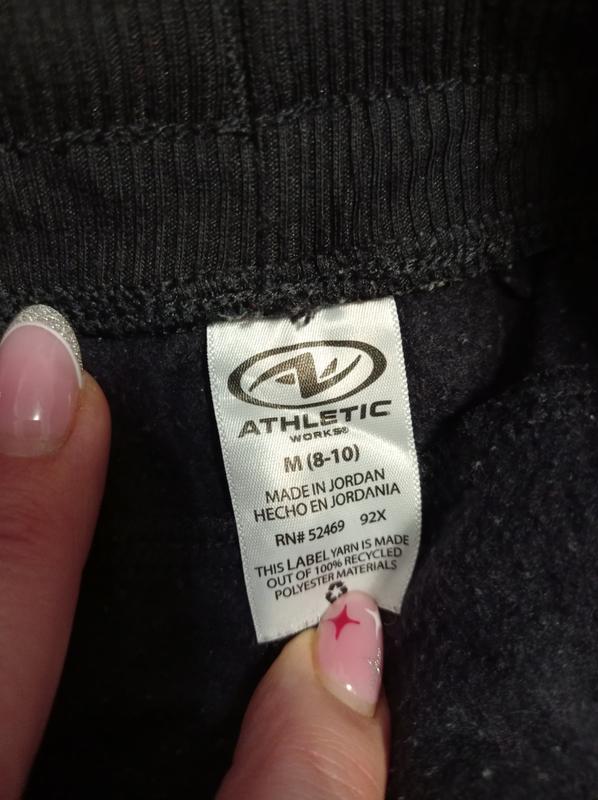 ATHLETIC
WORKS®
M (8-10)
MADE IN JORDAN
HECHO EN JORDANIA
RN# 52469 92X
THIS LABEL YARN IS MADE
OUT OF 100% RECYCLED
POLYESTER MATERIALS